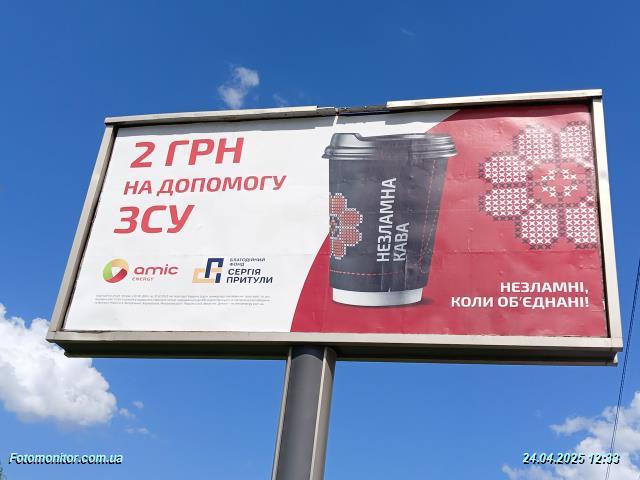 2 ГРН
НА ДОПОМОГУ
ЗСУ
amic
ENERGY
БЛАГОДІЙНИЙ
ФОНД
СЕРГІЯ
ПРИТУЛИ
НЕЗЛАМНА
КАВА
НЕЗЛАМНІ,
КОЛИ ОБ'ЄДНАНІ!
Fotomonitor.com.ua
24.04.2025 12:33